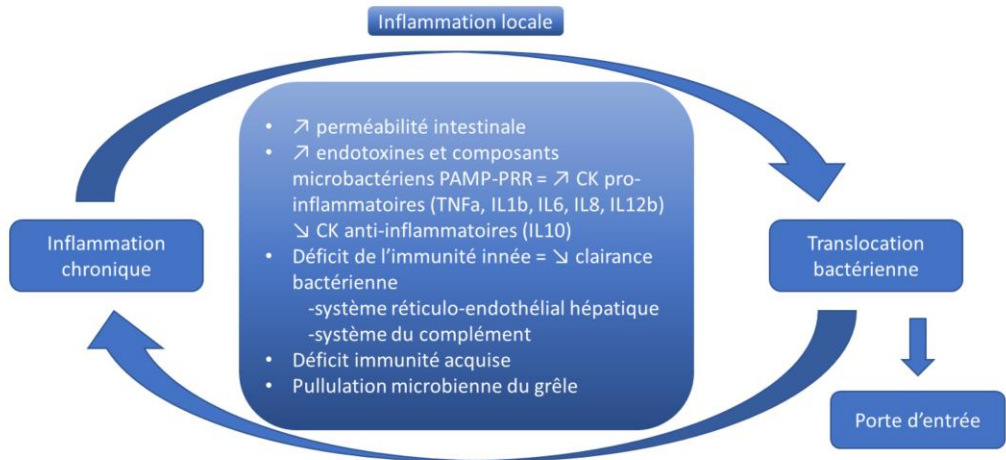 Inflammation locale
• ↗ perméabilité intestinale
• ↗ endotoxines et composants
microbactériens PAMP-PRR = ↗ CK pro-
inflammatoires (TNFa, IL1b, IL6, IL8, IL12b)
↘ CK anti-inflammatoires (IL10)
• Déficit de l’immunité innée = ↘ clairance
bactérienne
-système réticulo-endothélial hépatique
-système du complément
• Déficit immunité acquise
• Pullulation microbienne du grêle
Inflammation
chronique
Translocation
bactérienne
Porte d’entrée